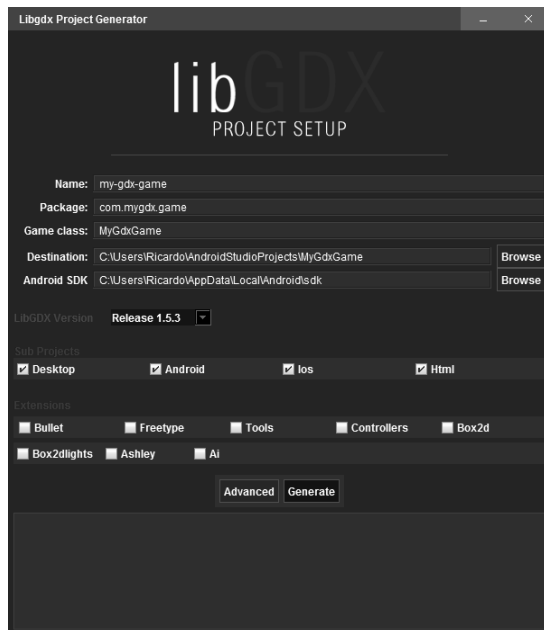 Libgdx Project Generator
libGDX
PROJECT SETUP
Name: my-gdx-game
Package: com.mygdx.game
Game class: MyGdxGame
Destination: C:\Users\Ricardo\AndroidStudioProjects\MyGdxGame Browse
Android SDK C:\Users\Ricardo\AppData\Local\Android\sdk Browse
LibGDX Version Release 1.5.3
Sub Projects
Desktop Android Ios Html
Extensions
Bullet Freetype Tools Controllers Box2d
Box2dlights Ashley Ai
Advanced Generate